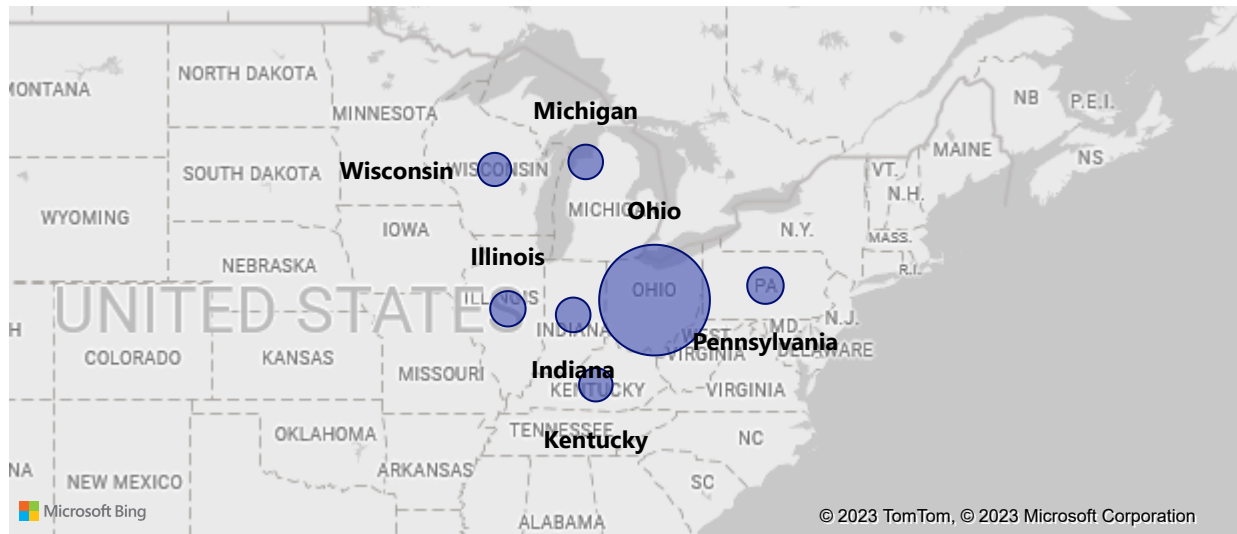 MONTANA
NORTH DAKOTA
MINNESOTA
Michigan
NB
P.E.I.
Wisconsin
WISCONSIN
MAINE
NS
SOUTH DAKOTA
VT.
N.H.
WYOMING
MICHIGAN
Ohio
IOWA
N.Y.
MASS.
NEBRASKA
Illinois
R.I.
UNITED STATES
ILLINOIS
OHIO
PA
H
INDIANA
MD.
N.J.
COLORADO
KANSAS
MISSOURI
WEST
VIRGINIA
Pennsylvania
DELAWARE
Indiana
KENTUCKY
VIRGINIA
OKLAHOMA
TENNESSEE
Kentucky
NC
NA
NEW MEXICO
ARKANSAS
SC
Microsoft Bing
ALABAMA
© 2023 TomTom, © 2023 Microsoft Corporation